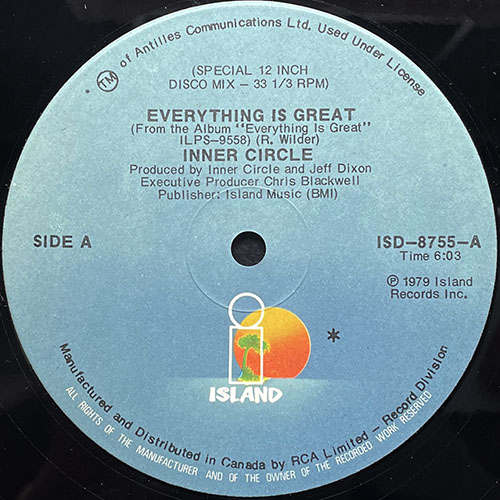 * TM of Antilles Communications Ltd. Used Under License
(SPECIAL 12 INCH
DISCO MIX – 33 1/3 RPM)
EVERYTHING IS GREAT
(From the Album "Everything Is Great"
ILPS-9558) (R. Wilder)
INNER CIRCLE
Produced by Inner Circle and Jeff Dixon
Executive Producer Chris Blackwell
Publisher: Island Music (BMI)
SIDE A
ISD-8755-A
Time 6:03
℗ 1979 Island
Records Inc.
i *
ISLAND
Manufactured and Distributed in Canada by RCA Limited – Record Division
ALL RIGHTS OF THE MANUFACTURER AND OF THE OWNER OF THE RECORDED WORK RESERVED